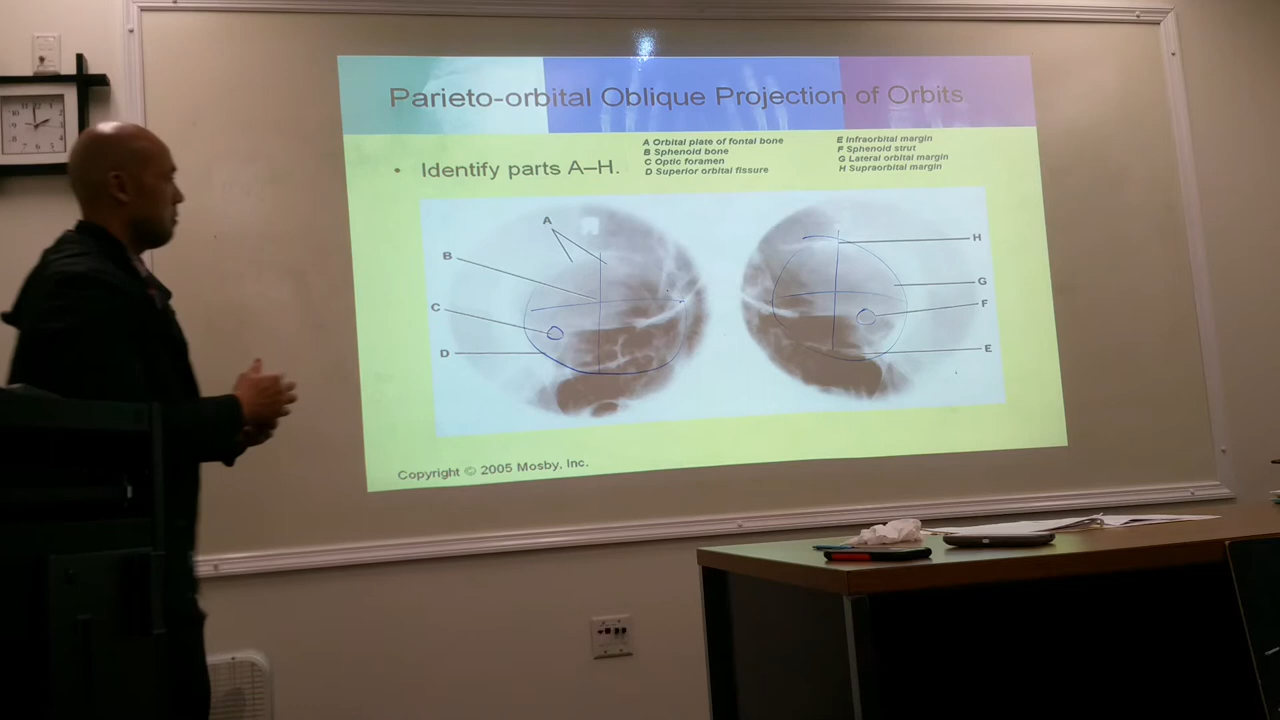 Parieto-orbital Oblique Projection of Orbits
• Identify parts A–H.
A Orbital plate of fontal bone
B Sphenoid bone
C Optic foramen
D Superior orbital fissure
E Infraorbital margin
F Sphenoid strut
G Lateral orbital margin
H Supraorbital margin
A
B
C
D
H
G
F
E
Copyright © 2005 Mosby, Inc.